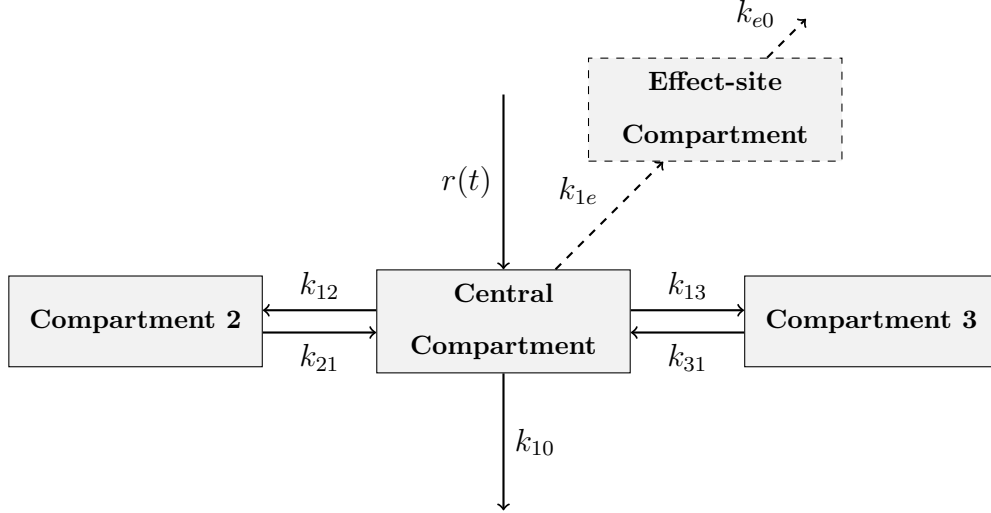 k_{e0}
Effect-site
Compartment
r(t)
k_{1e}
k_{12}
Central
k_{13}
Compartment 2
Compartment
Compartment 3
k_{21}
k_{31}
k_{10}